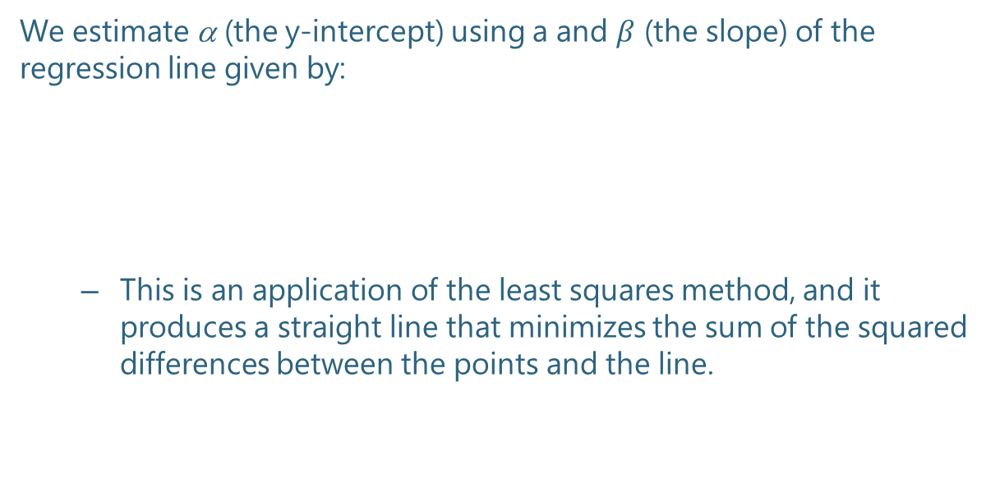 We estimate α (the y-intercept) using a and β (the slope) of the
regression line given by:
– This is an application of the least squares method, and it
produces a straight line that minimizes the sum of the squared
differences between the points and the line.